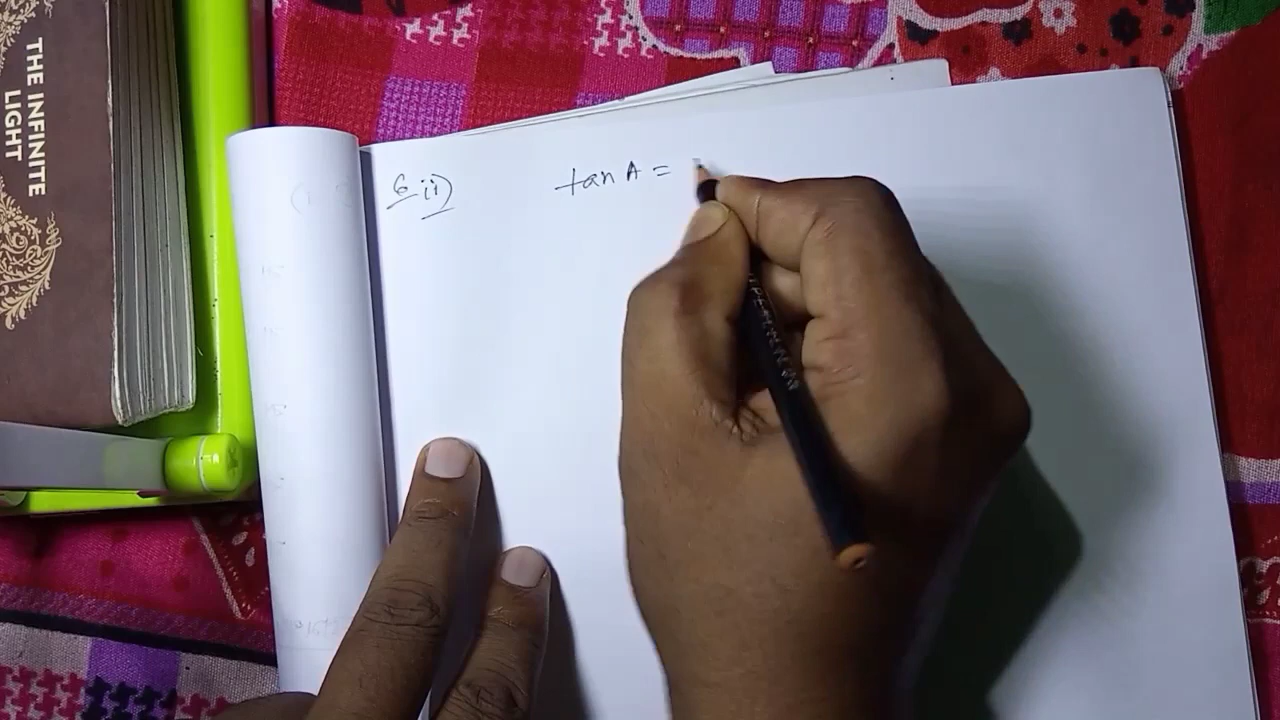 THE INFINITE
LIGHT
6 ii)
tan A =